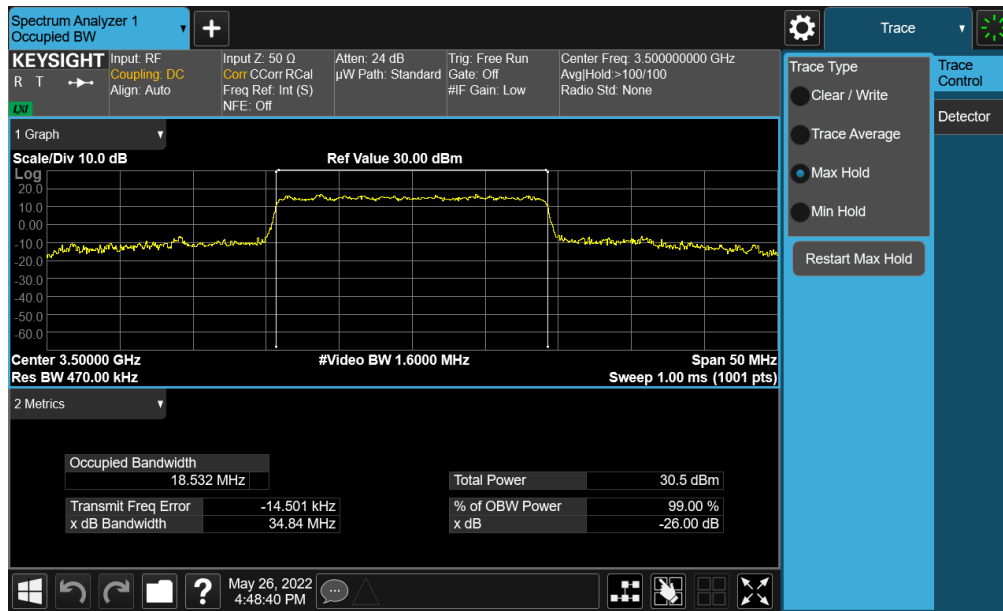 Spectrum Analyzer 1
Occupied BW
+
Trace
KEYSIGHT
R T
LXI
Input: RF
Coupling: DC
Align: Auto
Input Z: 50 Ω
Corr CCorr RCal
Freq Ref: Int (S)
NFE: Off
Atten: 24 dB
µW Path: Standard
Trig: Free Run
Gate: Off
#IF Gain: Low
Center Freq: 3.500000000 GHz
Avg|Hold:>100/100
Radio Std: None
Trace Type
Clear / Write
Trace Average
Max Hold
Min Hold
Restart Max Hold
Trace
Control
Detector
1 Graph
Scale/Div 10.0 dB
Ref Value 30.00 dBm
Log
20.0
10.0
0.00
-10.0
-20.0
-30.0
-40.0
-50.0
-60.0
Center 3.50000 GHz
#Video BW 1.6000 MHz
Span 50 MHz
Res BW 470.00 kHz
Sweep 1.00 ms (1001 pts)
2 Metrics
Occupied Bandwidth
18.532 MHz
Total Power 30.5 dBm
Transmit Freq Error -14.501 kHz
% of OBW Power 99.00 %
x dB Bandwidth 34.84 MHz
x dB -26.00 dB
?
May 26, 2022
4:48:40 PM